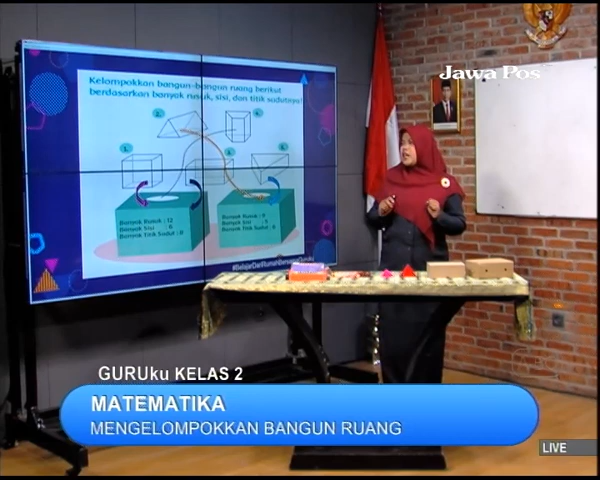 Jawa Pos
Kelompokkan bangun-bangun ruang berikut
berdasarkan banyak rusuk, sisi, dan titik sudutnya!
Banyak Rusuk : 12
Banyak Sisi : 6
Banyak Titik Sudut : 8
Banyak Rusuk : 9
Banyak Sisi : 5
Banyak Titik Sudut : 6
GURUku KELAS 2
MATEMATIKA
MENGELOMPOKKAN BANGUN RUANG
LIVE